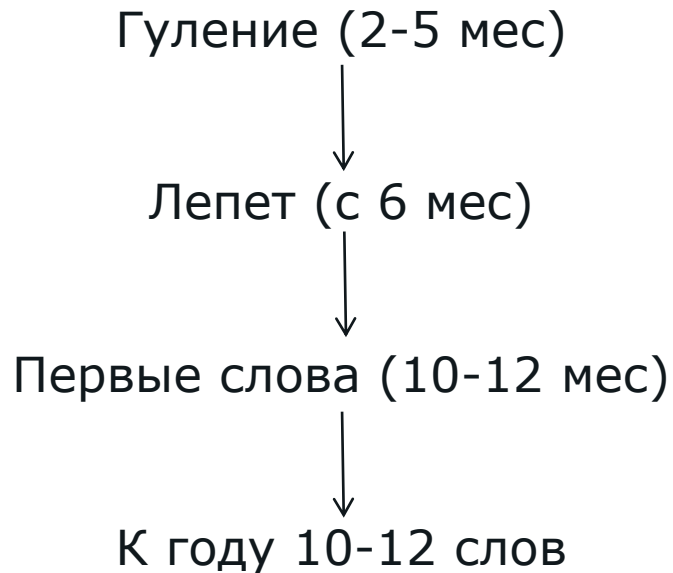 Гуление (2-5 мес)
Лепет (с 6 мес)
Первые слова (10-12 мес)
К году 10-12 слов